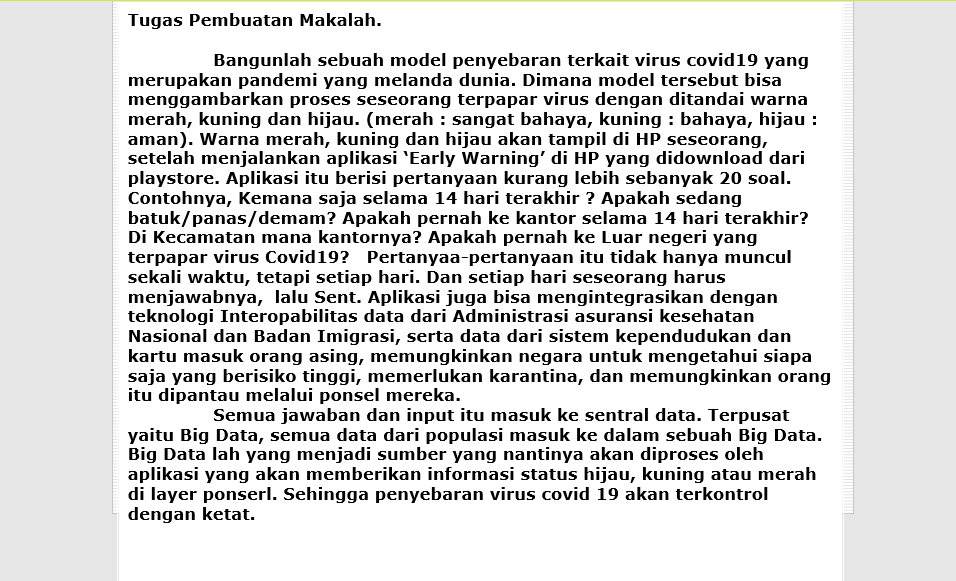 Tugas Pembuatan Makalah.
Bangunlah sebuah model penyebaran terkait virus covid19 yang
merupakan pandemi yang melanda dunia. Dimana model tersebut bisa
menggambarkan proses seseorang terpapar virus dengan ditandai warna
merah, kuning dan hijau. (merah : sangat bahaya, kuning : bahaya, hijau :
aman). Warna merah, kuning dan hijau akan tampil di HP seseorang,
setelah menjalankan aplikasi ‘Early Warning’ di HP yang didownload dari
playstore. Aplikasi itu berisi pertanyaan kurang lebih sebanyak 20 soal.
Contohnya, Kemana saja selama 14 hari terakhir ? Apakah sedang
batuk/panas/demam? Apakah pernah ke kantor selama 14 hari terakhir?
Di Kecamatan mana kantornya? Apakah pernah ke Luar negeri yang
terpapar virus Covid19?   Pertanyaa-pertanyaan itu tidak hanya muncul
sekali waktu, tetapi setiap hari. Dan setiap hari seseorang harus
menjawabnya,  lalu Sent. Aplikasi juga bisa mengintegrasikan dengan
teknologi Interopabilitas data dari Administrasi asuransi kesehatan
Nasional dan Badan Imigrasi, serta data dari sistem kependudukan dan
kartu masuk orang asing, memungkinkan negara untuk mengetahui siapa
saja yang berisiko tinggi, memerlukan karantina, dan memungkinkan orang
itu dipantau melalui ponsel mereka.
Semua jawaban dan input itu masuk ke sentral data. Terpusat
yaitu Big Data, semua data dari populasi masuk ke dalam sebuah Big Data.
Big Data lah yang menjadi sumber yang nantinya akan diproses oleh
aplikasi yang akan memberikan informasi status hijau, kuning atau merah
di layer ponserl. Sehingga penyebaran virus covid 19 akan terkontrol
dengan ketat.